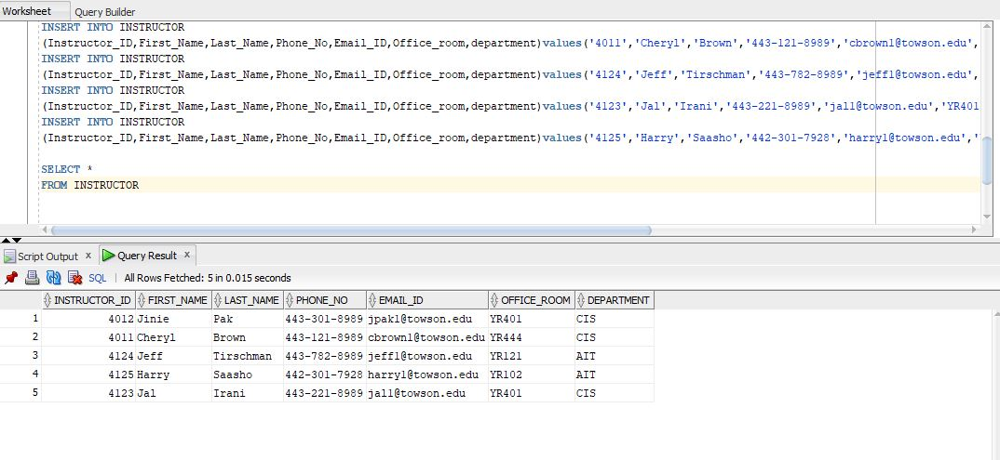 Worksheet Query Builder
INSERT INTO INSTRUCTOR
(Instructor_ID,First_Name,Last_Name,Phone_No,Email_ID,Office_room,department)values('4011','Cheryl','Brown','443-121-8989','cbrown1@towson.edu',
INSERT INTO INSTRUCTOR
(Instructor_ID,First_Name,Last_Name,Phone_No,Email_ID,Office_room,department)values('4124','Jeff','Tirschman','443-782-8989','jeff1@towson.edu',
INSERT INTO INSTRUCTOR
(Instructor_ID,First_Name,Last_Name,Phone_No,Email_ID,Office_room,department)values('4123','Jal','Irani','443-221-8989','jal1@towson.edu','YR401
INSERT INTO INSTRUCTOR
(Instructor_ID,First_Name,Last_Name,Phone_No,Email_ID,Office_room,department)values('4125','Harry','Saasho','442-301-7928','harry1@towson.edu','
SELECT *
FROM INSTRUCTOR
Script Output x Query Result x
SQL | All Rows Fetched: 5 in 0.015 seconds
INSTRUCTOR_ID FIRST_NAME LAST_NAME PHONE_NO EMAIL_ID OFFICE_ROOM DEPARTMENT
1 4012 Jinie Pak 443-301-8989 jpak1@towson.edu YR401 CIS
2 4011 Cheryl Brown 443-121-8989 cbrown1@towson.edu YR444 CIS
3 4124 Jeff Tirschman 443-782-8989 jeff1@towson.edu YR121 AIT
4 4125 Harry Saasho 442-301-7928 harry1@towson.edu YR102 AIT
5 4123 Jal Irani 443-221-8989 jal1@towson.edu YR401 CIS